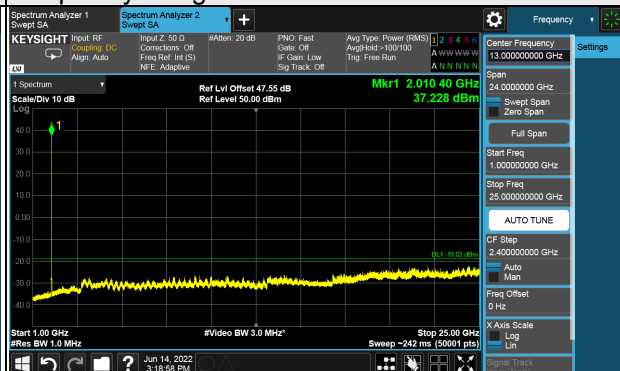 Spectrum Analyzer 1
Swept SA
Spectrum Analyzer 2
Swept SA
Frequency
KEYSIGHT
Input: RF
Coupling: DC
Align: Auto
Input Z: 50 Ω
Corrections: Off
Freq Ref: Int (S)
NFE: Adaptive
#Atten: 20 dB
PNO: Fast
Gate: Off
IF Gain: Low
Sig Track: Off
Avg Type: Power (RMS)
Avg|Hold:>100/100
Trig: Free Run
1 2 3 4 5 6
A W W W W W
A N N N N N
LXI
1 Spectrum
Scale/Div 10 dB
Ref Lvl Offset 47.55 dB
Ref Level 50.00 dBm
Mkr1 2.010 40 GHz
37.228 dBm
Log
40.0
30.0
20.0
10.0
0.00
-10.0
-20.0
-30.0
-40.0
1
DL1 -19.02 dBm
Start 1.00 GHz
#Res BW 1.0 MHz
#Video BW 3.0 MHz*
Stop 25.00 GHz
Sweep ~242 ms (50001 pts)
Jun 14, 2022
3:18:58 PM
Center Frequency
13.000000000 GHz
Settings
Span
24.0000000 GHz
Swept Span
Zero Span
Full Span
Start Freq
1.000000000 GHz
Stop Freq
25.000000000 GHz
AUTO TUNE
CF Step
2.400000000 GHz
Auto
Man
Freq Offset
0 Hz
X Axis Scale
Log
Lin
Signal Track